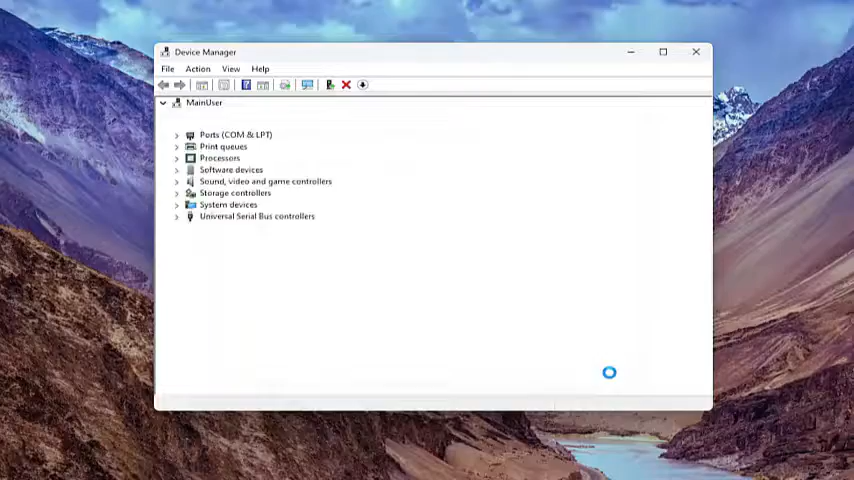 Device Manager
File Action View Help
MainUser
Ports (COM & LPT)
Print queues
Processors
Software devices
Sound, video and game controllers
Storage controllers
System devices
Universal Serial Bus controllers